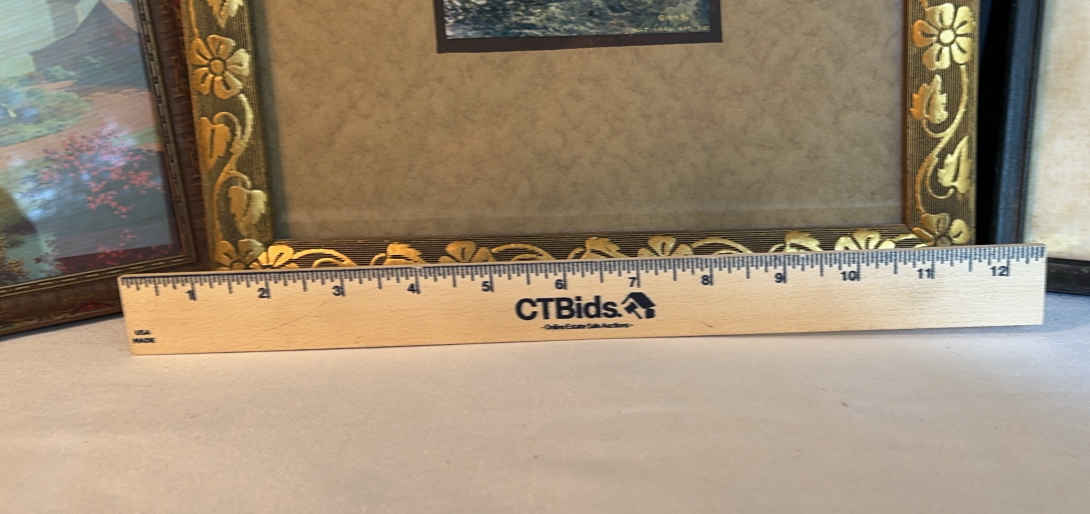 1 2 3 4 5 6 7 8 9 10 11 12
CTBids.
- Online Estate Sale Auctions -
USA
MADE